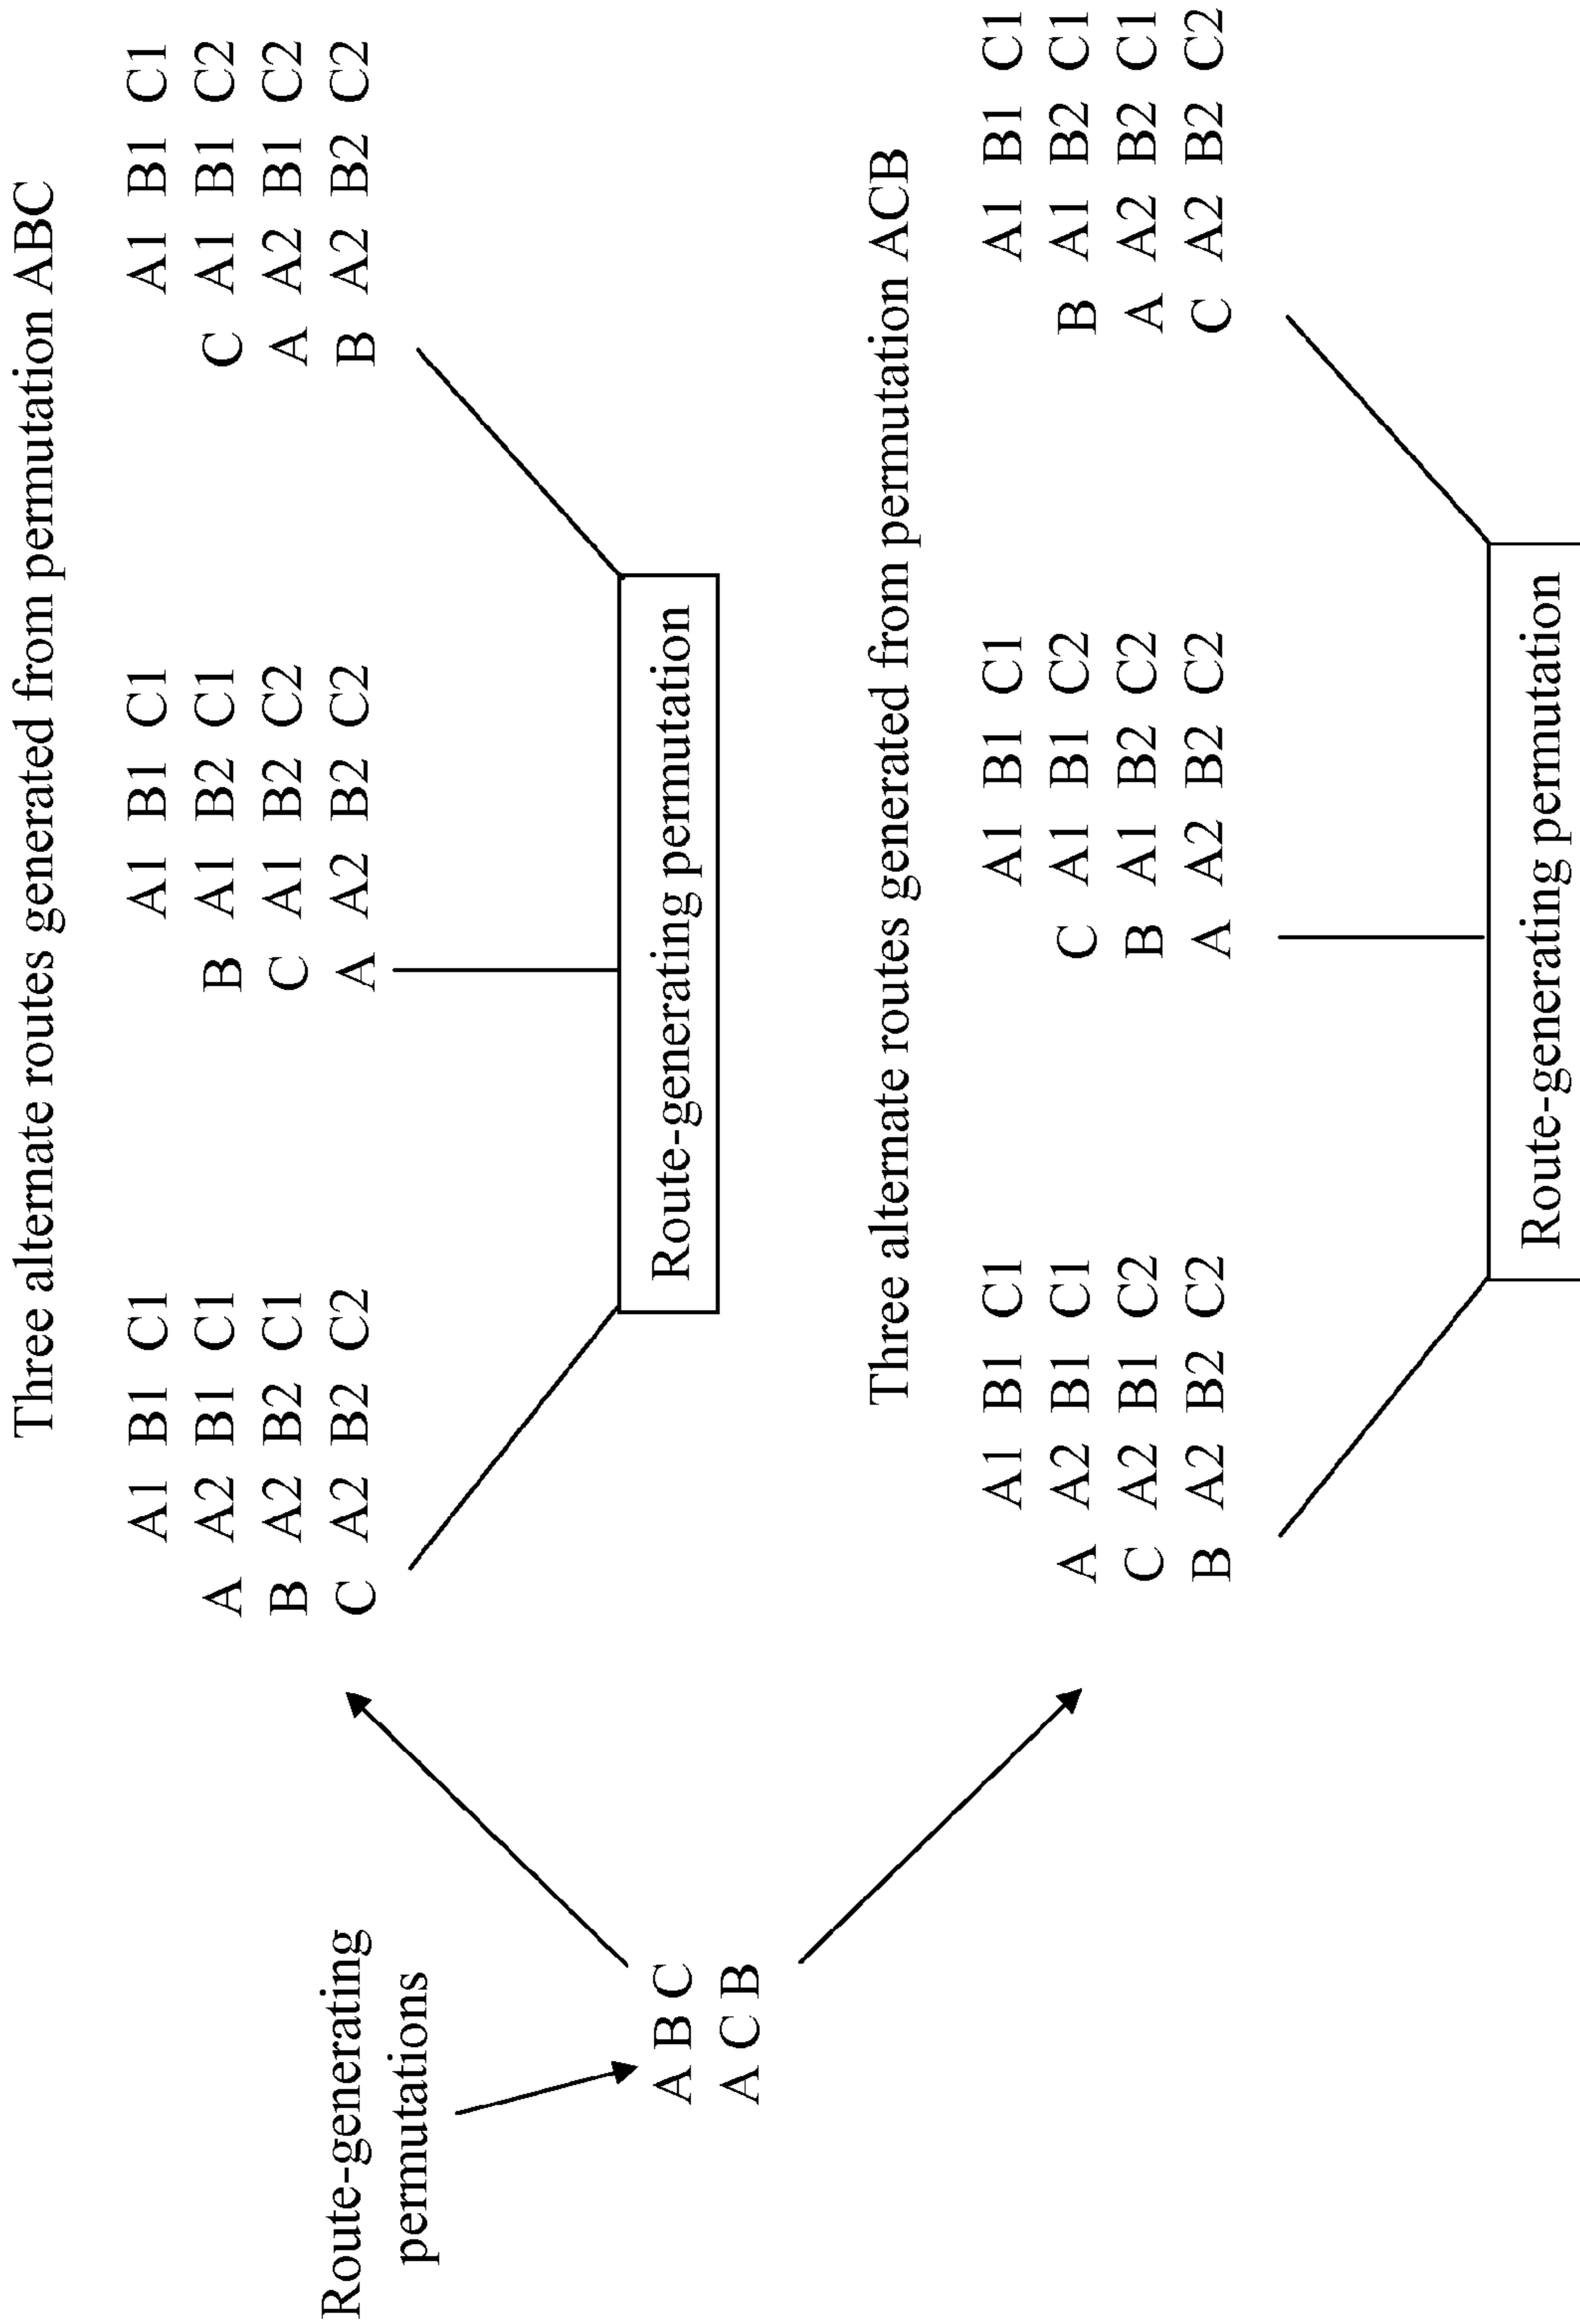 Route-generating
permutations
A B C
A C B
Three alternate routes generated from permutation ABC
A1 B1 C1
A A2 B1 C1
B A2 B2 C1
C A2 B2 C2
A1 B1 C1
B A1 B2 C1
C A1 B2 C2
A A2 B2 C2
A1 B1 C1
C A1 B1 C2
A A2 B1 C2
B A2 B2 C2
Route-generating permutation
Three alternate routes generated from permutation ACB
A1 B1 C1
A A2 B1 C1
C A2 B1 C2
B A2 B2 C2
A1 B1 C1
C A1 B1 C2
B A1 B2 C2
A A2 B2 C2
A1 B1 C1
B A1 B2 C1
A A2 B2 C1
C A2 B2 C2
Route-generating permutation